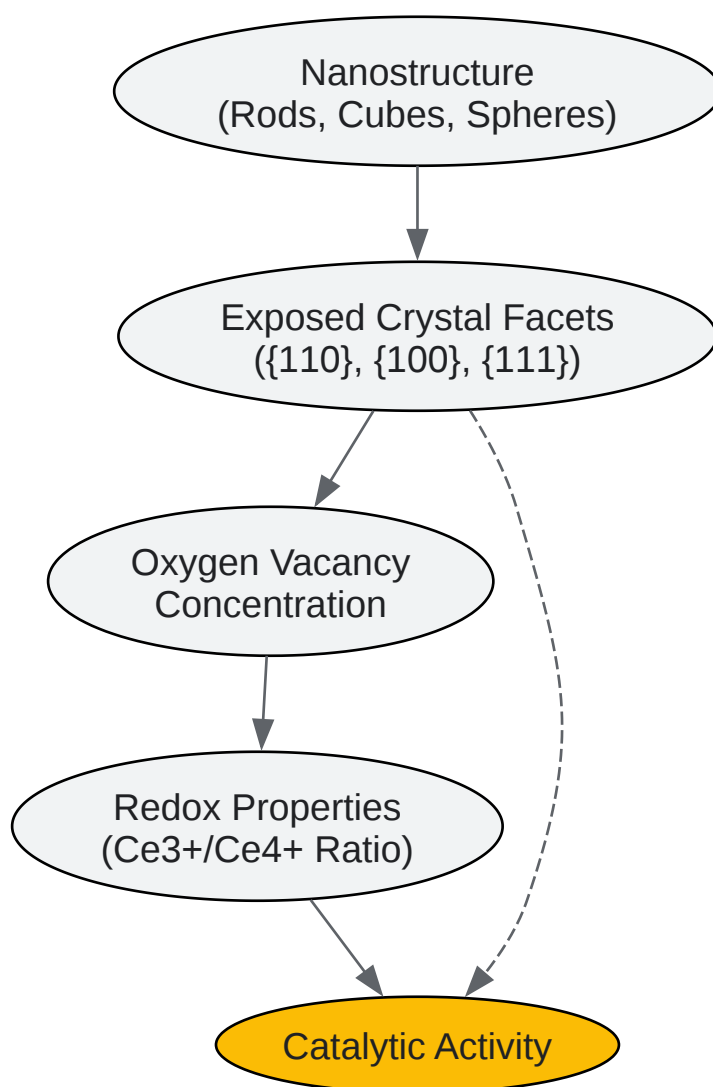 Nanostructure
(Rods, Cubes, Spheres)
Exposed Crystal Facets
({110}, {100}, {111})
Oxygen Vacancy
Concentration
Redox Properties
(Ce3+/Ce4+ Ratio)
Catalytic Activity